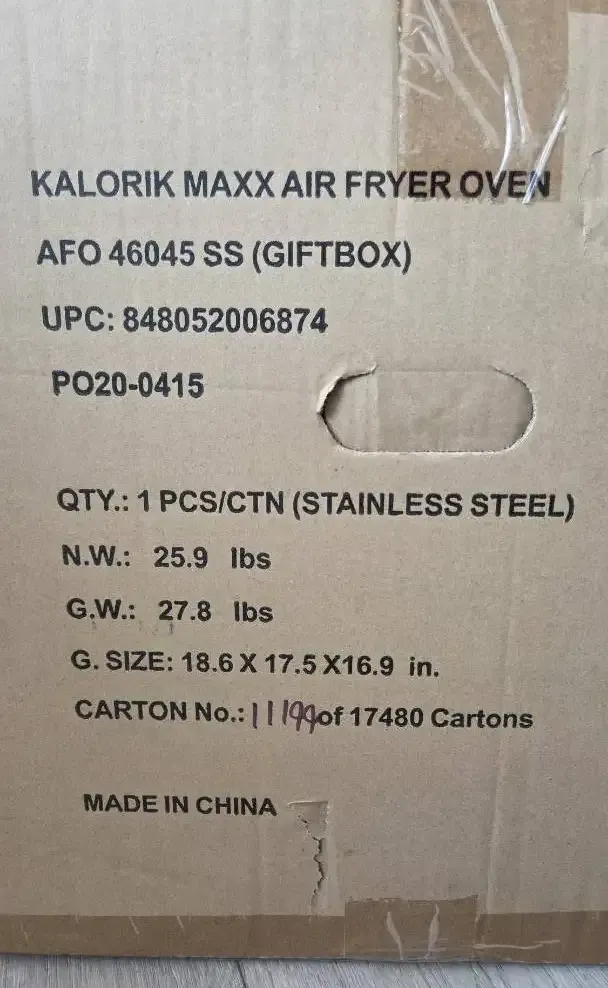 KALORIK MAXX AIR FRYER OVEN
AFO 46045 SS (GIFTBOX)
UPC: 848052006874
PO20-0415
QTY.: 1 PCS/CTN (STAINLESS STEEL)
N.W.: 25.9 lbs
G.W.: 27.8 lbs
G. SIZE: 18.6 X 17.5 X16.9 in.
CARTON No.: 11199 of 17480 Cartons
MADE IN CHINA